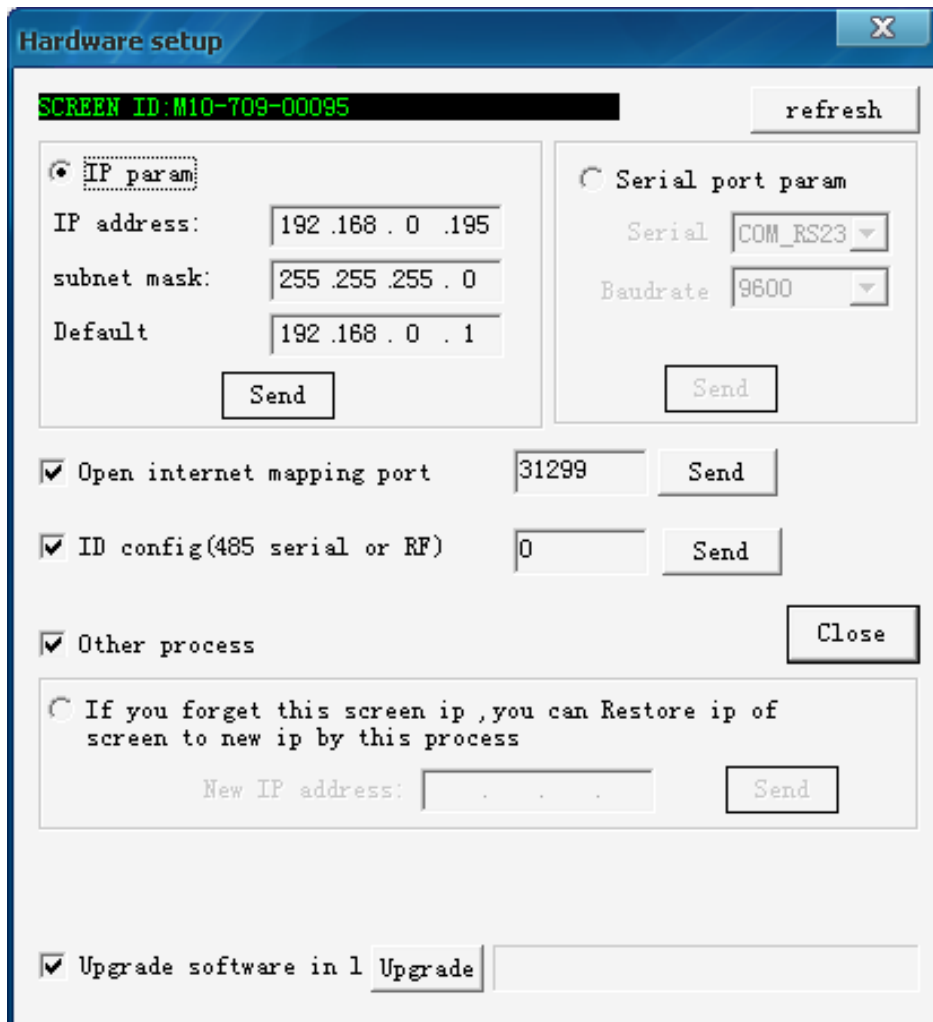 Hardware setup
SCREEN ID:M10-709-00095
refresh
IP param
IP address: 192 .168 . 0 .195
subnet mask: 255 .255 .255 . 0
Default 192 .168 . 0 . 1
Send
Serial port param
Serial COM_RS23
Baudrate 9600
Send
Open internet mapping port 31299 Send
ID config(485 serial or RF) 0 Send
Close
Other process
If you forget this screen ip ,you can Restore ip of
screen to new ip by this process
New IP address: . . . Send
Upgrade software in l Upgrade